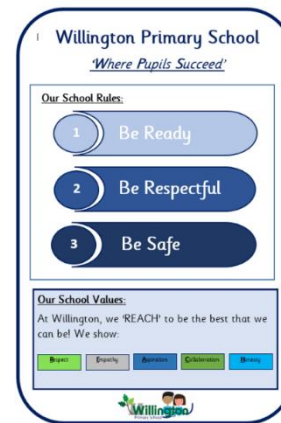 Willington Primary School
'Where Pupils Succeed'
Our School Rules:
1 Be Ready
2 Be Respectful
3 Be Safe
Our School Values:
At Willington, we 'REACH' to be the best that we
can be! We show:
Respect Empathy Aspiration Collaboration Honesty
Willington
Primary School